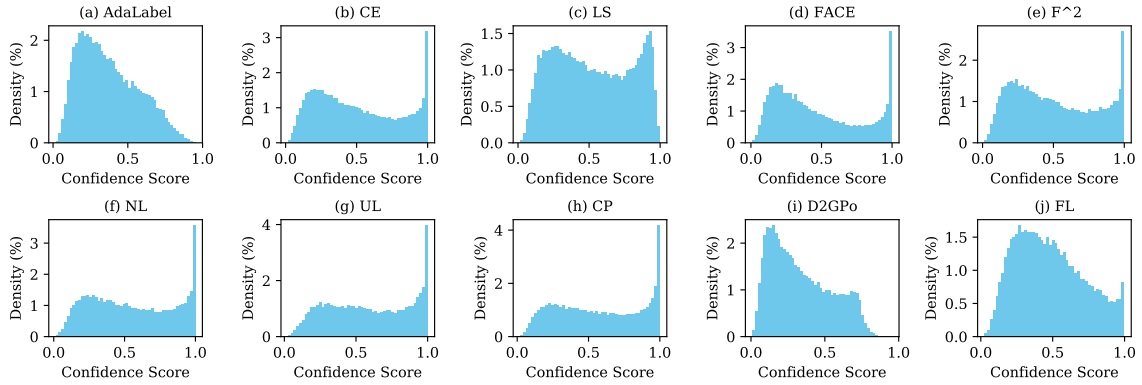 (a) AdaLabel
Density (%)
2
1
0
0.0 0.5 1.0
Confidence Score
(b) CE
Density (%)
3
2
1
0
0.0 0.5 1.0
Confidence Score
(c) LS
Density (%)
1.5
1.0
0.5
0.0
0.0 0.5 1.0
Confidence Score
(d) FACE
Density (%)
3
2
1
0
0.0 0.5 1.0
Confidence Score
(e) F^2
Density (%)
2
1
0
0.0 0.5 1.0
Confidence Score
(f) NL
Density (%)
3
2
1
0
0.0 0.5 1.0
Confidence Score
(g) UL
Density (%)
4
2
0
0.0 0.5 1.0
Confidence Score
(h) CP
Density (%)
4
2
0
0.0 0.5 1.0
Confidence Score
(i) D2GPo
Density (%)
2
1
0
0.0 0.5 1.0
Confidence Score
(j) FL
Density (%)
1.5
1.0
0.5
0.0
0.0 0.5 1.0
Confidence Score